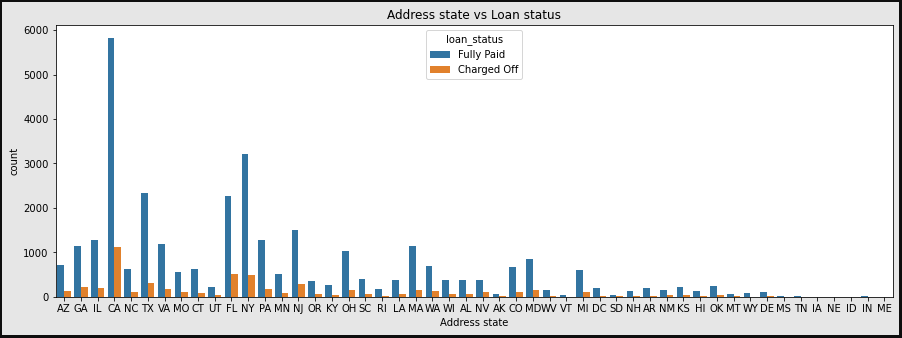 Address state vs Loan status
loan_status
Fully Paid
Charged Off
6000
5000
4000
3000
2000
1000
0
count
AZ GA IL CA NC TX VA MO CT UT FL NY PA MN NJ OR KY OH SC RI LA MA WA WI AL NV AK CO MD WV VT MI DC SD NH AR NM KS HI OK MT WY DE MS TN IA NE ID IN ME
Address state